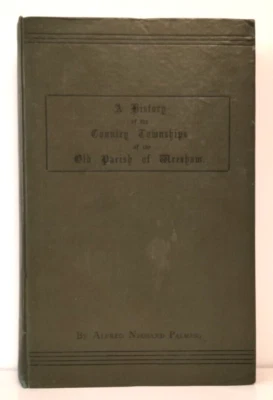 A History
of the
Country Townships
of the
Old Parish of Wrexham.
By Alfred Neobard Palmer.